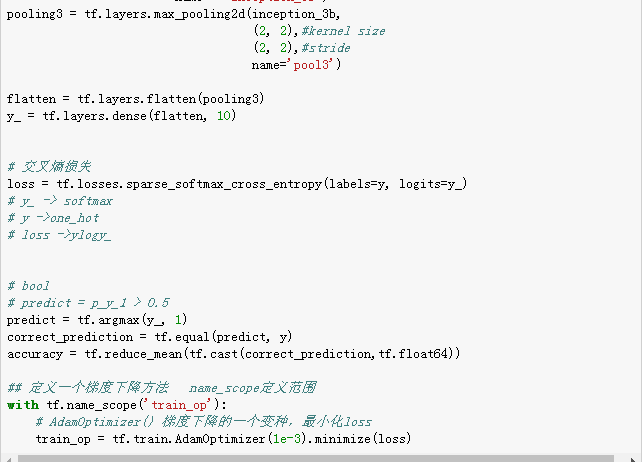 pooling3 = tf.layers.max_pooling2d(inception_3b,
(2, 2),#kernel size
(2, 2),#stride
name='pool3')
flatten = tf.layers.flatten(pooling3)
y_ = tf.layers.dense(flatten, 10)
# 交叉熵损失
loss = tf.losses.sparse_softmax_cross_entropy(labels=y, logits=y_)
# y_ -> softmax
# y ->one_hot
# loss ->ylogy_
# bool
# predict = p_y_1 > 0.5
predict = tf.argmax(y_, 1)
correct_prediction = tf.equal(predict, y)
accuracy = tf.reduce_mean(tf.cast(correct_prediction,tf.float64))
## 定义一个梯度下降方法  name_scope定义范围
with tf.name_scope('train_op'):
# AdamOptimizer() 梯度下降的一个变种，最小化loss
train_op = tf.train.AdamOptimizer(1e-3).minimize(loss)